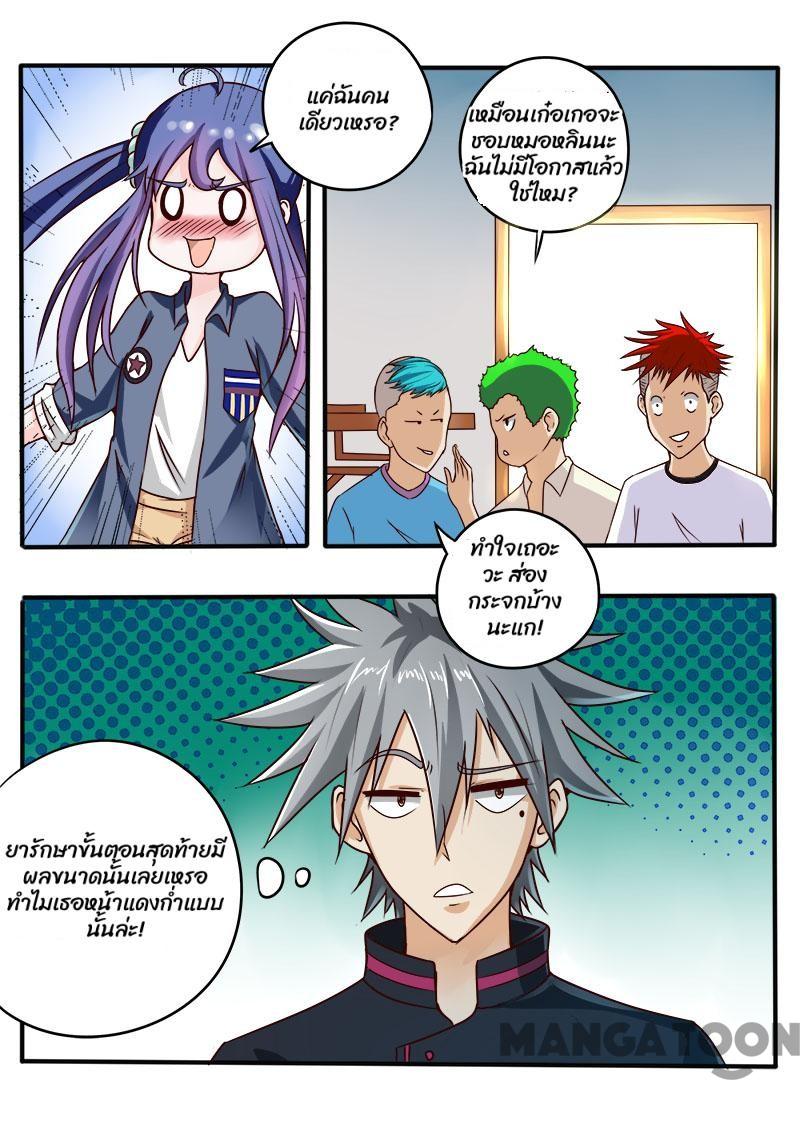 แค่ฉันคน
เดียวเหรอ?
เหมือนเก๋อเกอจะ
ชอบหมอหลินนะ
ฉันไม่มีโอกาสแล้ว
ใช่ไหม?
ทำใจเถอะ
วะ ส่อง
กระจกบ้าง
นะแก!
ยารักษาขั้นตอนสุดท้ายมี
ผลขนาดนั้นเลยเหรอ
ทำไมเธอหน้าแดงก่ำแบบ
นั้นล่ะ!
MANGATOON